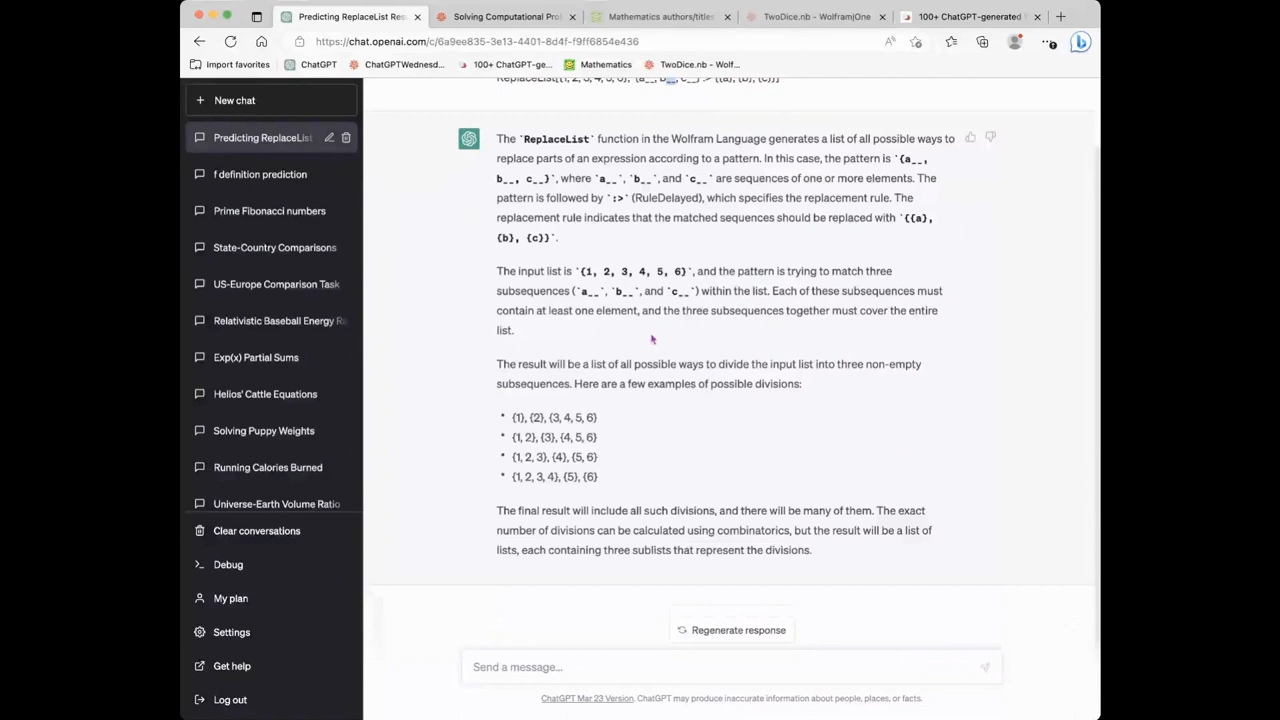 Predicting ReplaceList Res
Solving Computational Pro
Mathematics authors/titles
TwoDice.nb - Wolfram|One
100+ ChatGPT-generated
https://chat.openai.com/c/6a9ee835-3e13-4401-8d4f-f9ff6854e436
Import favorites
ChatGPT
ChatGPTWednesd...
100+ ChatGPT-ge...
Mathematics
TwoDice.nb - Wolf...
New chat
Predicting ReplaceList
f definition prediction
Prime Fibonacci numbers
State-Country Comparisons
US-Europe Comparison Task
Relativistic Baseball Energy Ra
Exp(x) Partial Sums
Helios' Cattle Equations
Solving Puppy Weights
Running Calories Burned
Universe-Earth Volume Ratio
Clear conversations
Debug
My plan
Settings
Get help
Log out
The `ReplaceList` function in the Wolfram Language generates a list of all possible ways to
replace parts of an expression according to a pattern. In this case, the pattern is `{a__,
b__, c__}`, where `a__`, `b__`, and `c__` are sequences of one or more elements. The
pattern is followed by `:>` (RuleDelayed), which specifies the replacement rule. The
replacement rule indicates that the matched sequences should be replaced with `{{a},
{b}, {c}}`.
The input list is `{1, 2, 3, 4, 5, 6}`, and the pattern is trying to match three
subsequences (`a__`, `b__`, and `c__`) within the list. Each of these subsequences must
contain at least one element, and the three subsequences together must cover the entire
list.
The result will be a list of all possible ways to divide the input list into three non-empty
subsequences. Here are a few examples of possible divisions:
• {1}, {2}, {3, 4, 5, 6}
• {1, 2}, {3}, {4, 5, 6}
• {1, 2, 3}, {4}, {5, 6}
• {1, 2, 3, 4}, {5}, {6}
The final result will include all such divisions, and there will be many of them. The exact
number of divisions can be calculated using combinatorics, but the result will be a list of
lists, each containing three sublists that represent the divisions.
Regenerate response
Send a message...
ChatGPT Mar 23 Version. ChatGPT may produce inaccurate information about people, places, or facts.